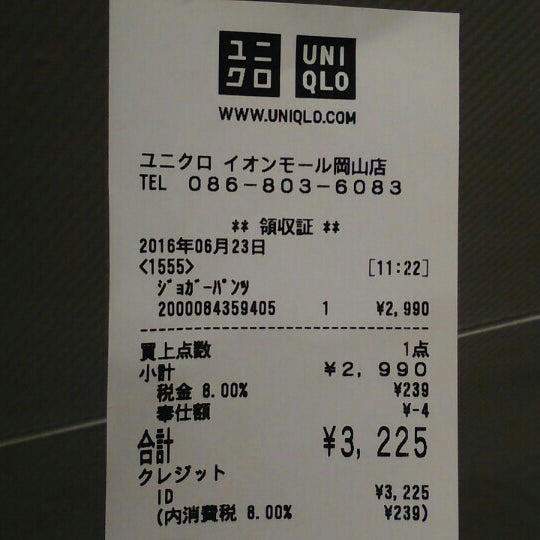 ユニクロ UNIQLO
WWW.UNIQLO.COM
ユニクロ イオンモール岡山店
TEL 086-803-6083
** 領収証 **
2016年06月23日
<1555> [11:22]
ｼﾞｮｶﾞｰﾊﾟﾝﾂ
2000084359405 1 ¥2,990
買上点数 1点
小計 ¥2,990
税金 8.00% ¥239
奉仕額 ¥-4
合計 ¥3,225
クレジット
ID ¥3,225
(内消費税 8.00% ¥239)